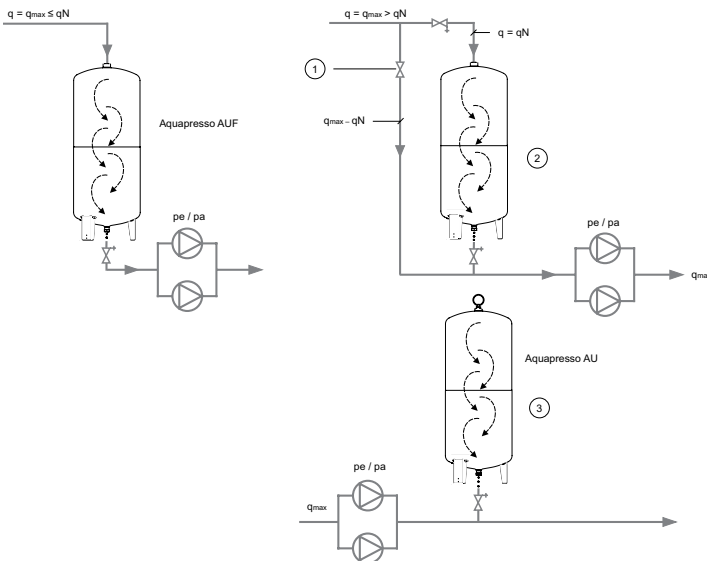 q = qmax ≤ qN
Aquapresso AUF
pe / pa
q = qmax > qN
q = qN
1
qmax – qN
2
pe / pa
qma
Aquapresso AU
3
pe / pa
qmax